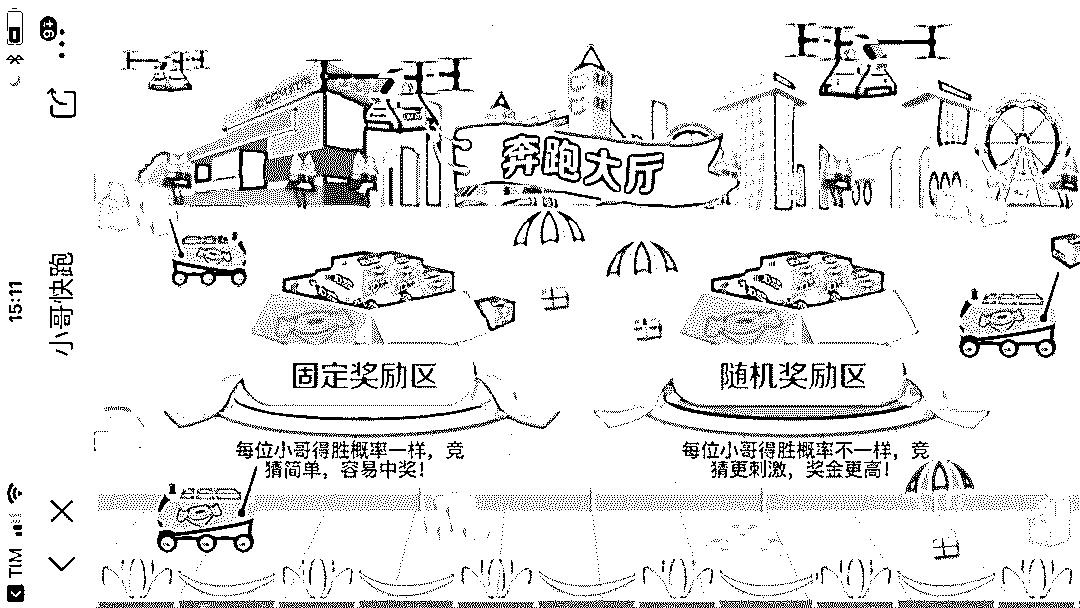 TIM
15:11
+6
小哥快跑
奔跑大厅
固定奖励区
每位小哥得胜概率一样，竞
猜简单，容易中奖！
随机奖励区
每位小哥得胜概率不一样，竞
猜更刺激，奖金更高！